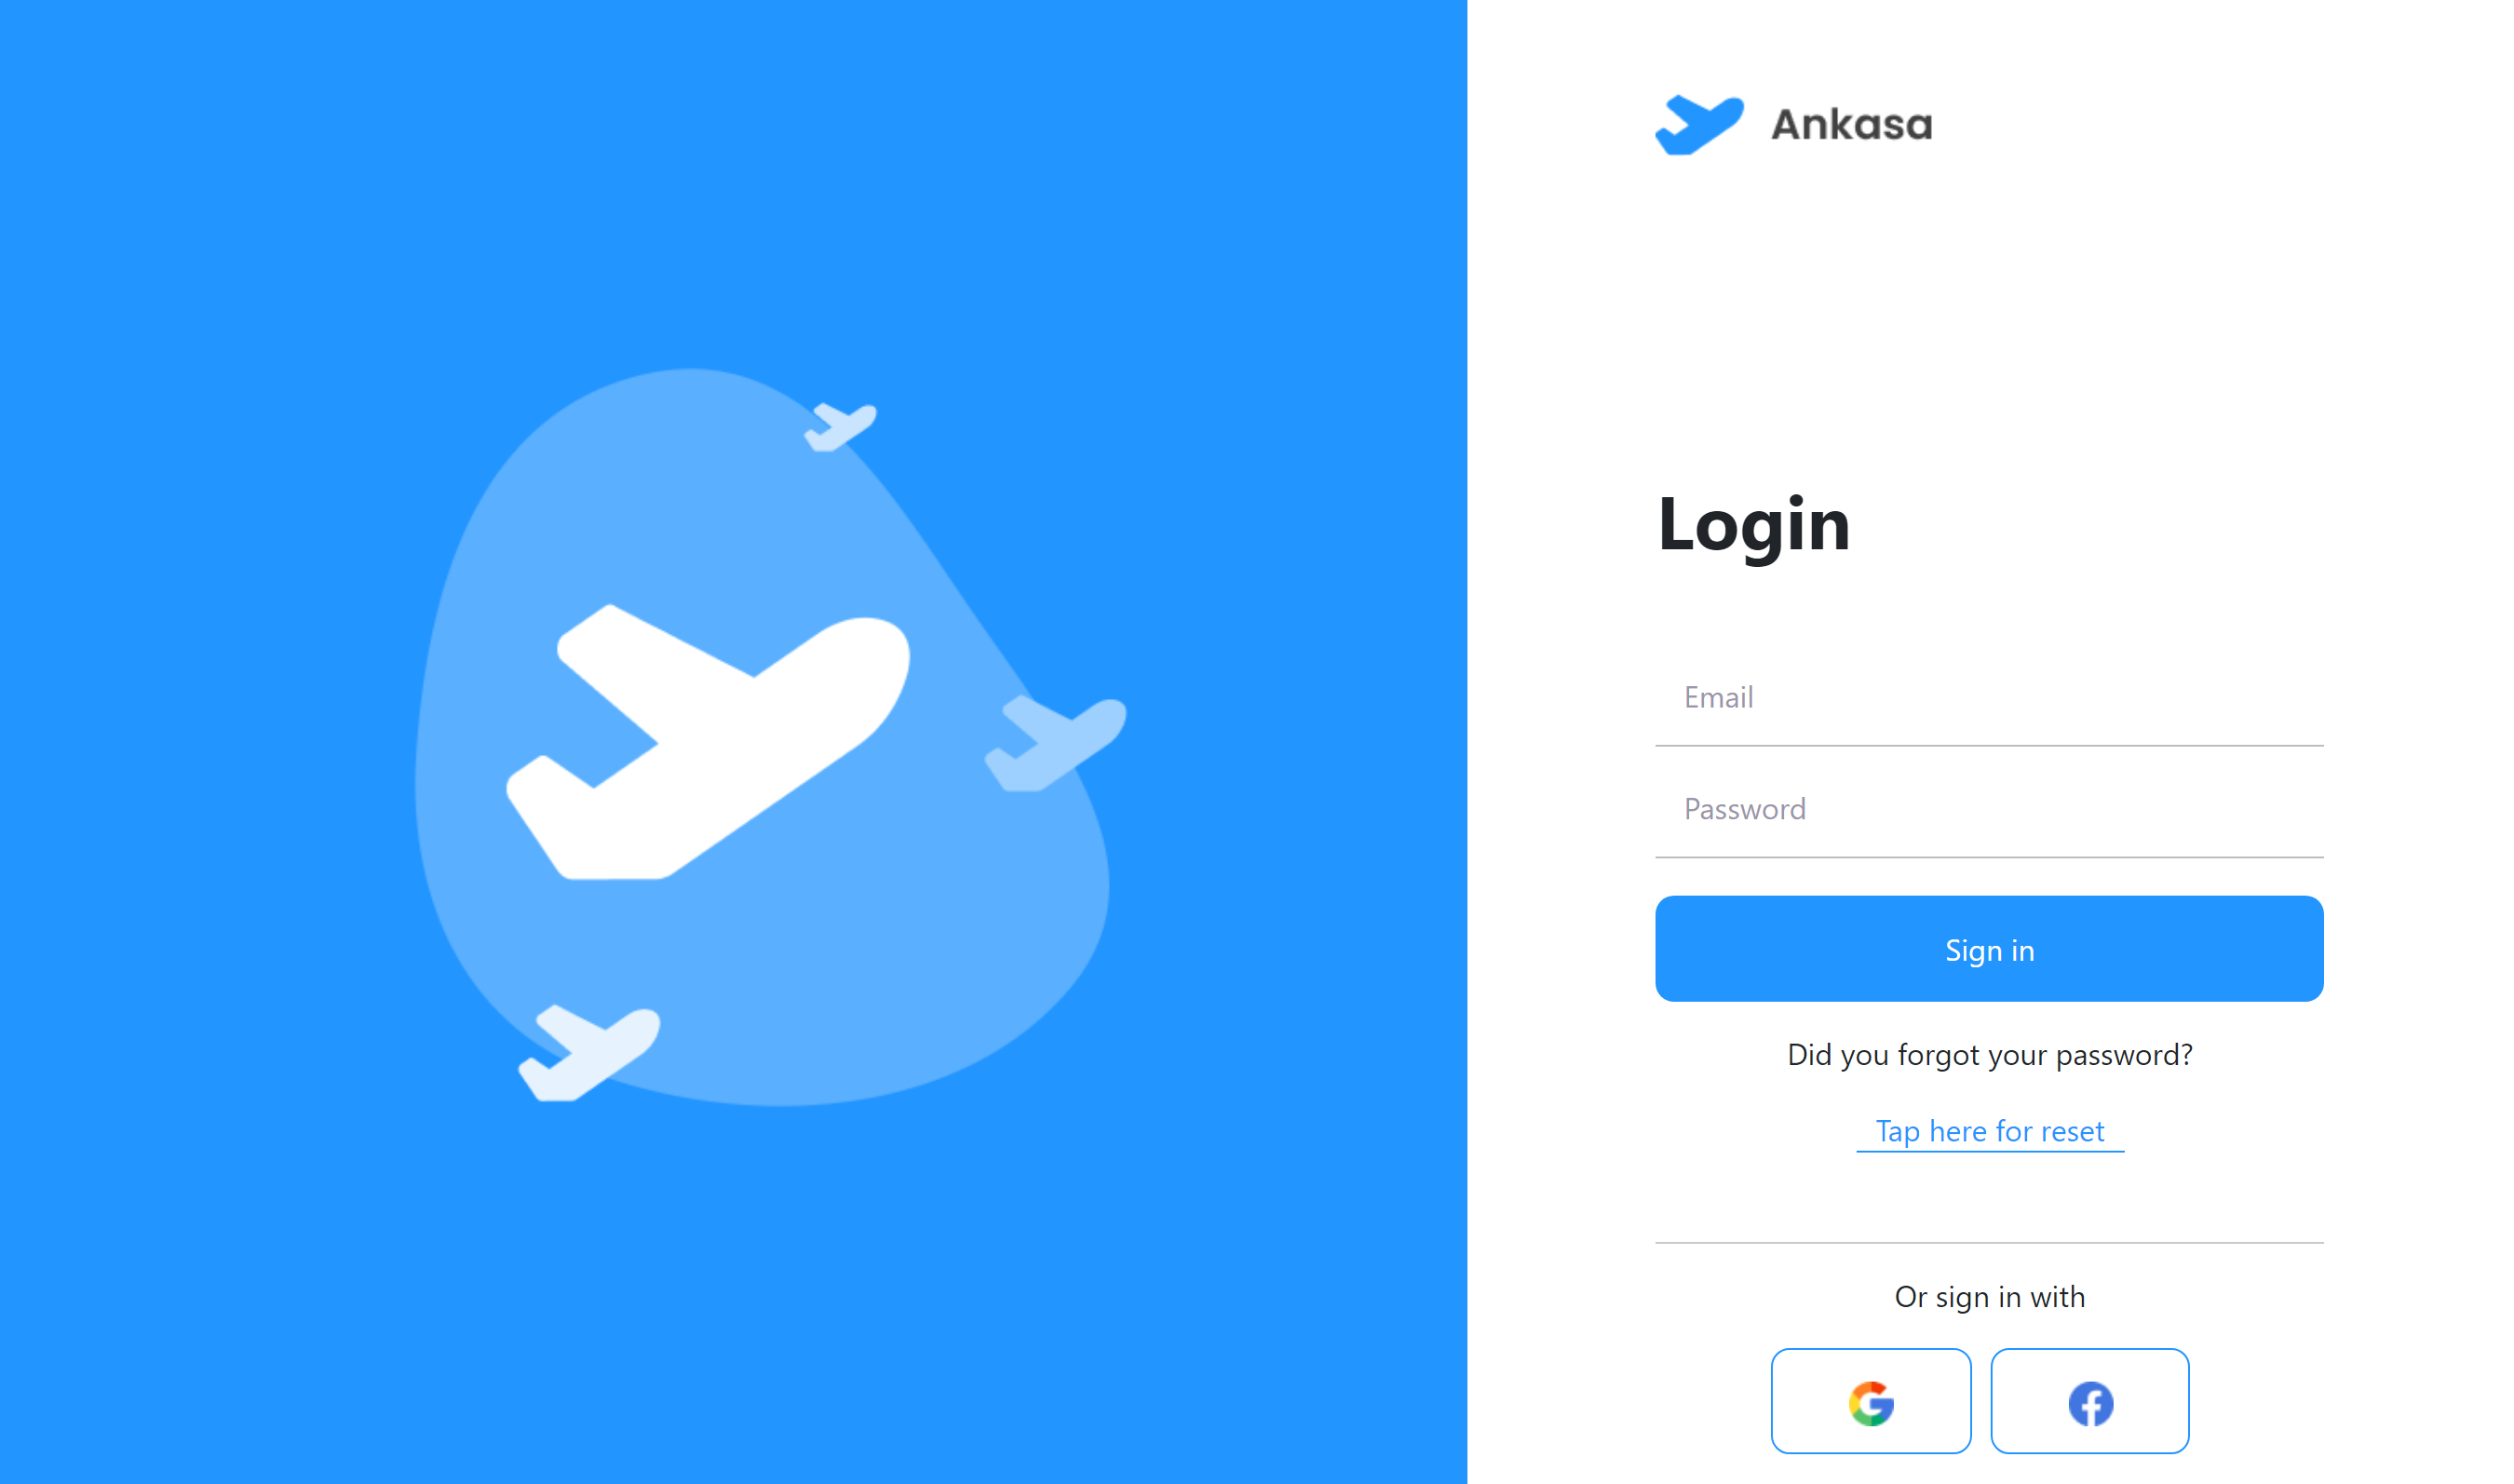 Ankasa
Login
Email
Password
Sign in
Did you forgot your password?
Tap here for reset
Or sign in with